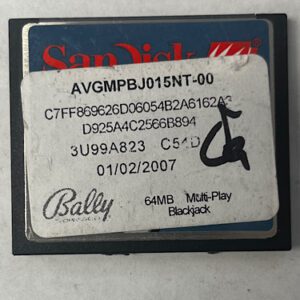 SanDisk
AVGMPBJ015NT-00
C7FF869626D06054B2A6162A3
D925A4C2566B894
3U99A823 C54D
01/02/2007
Bally
64MB Multi-Play
Blackjack